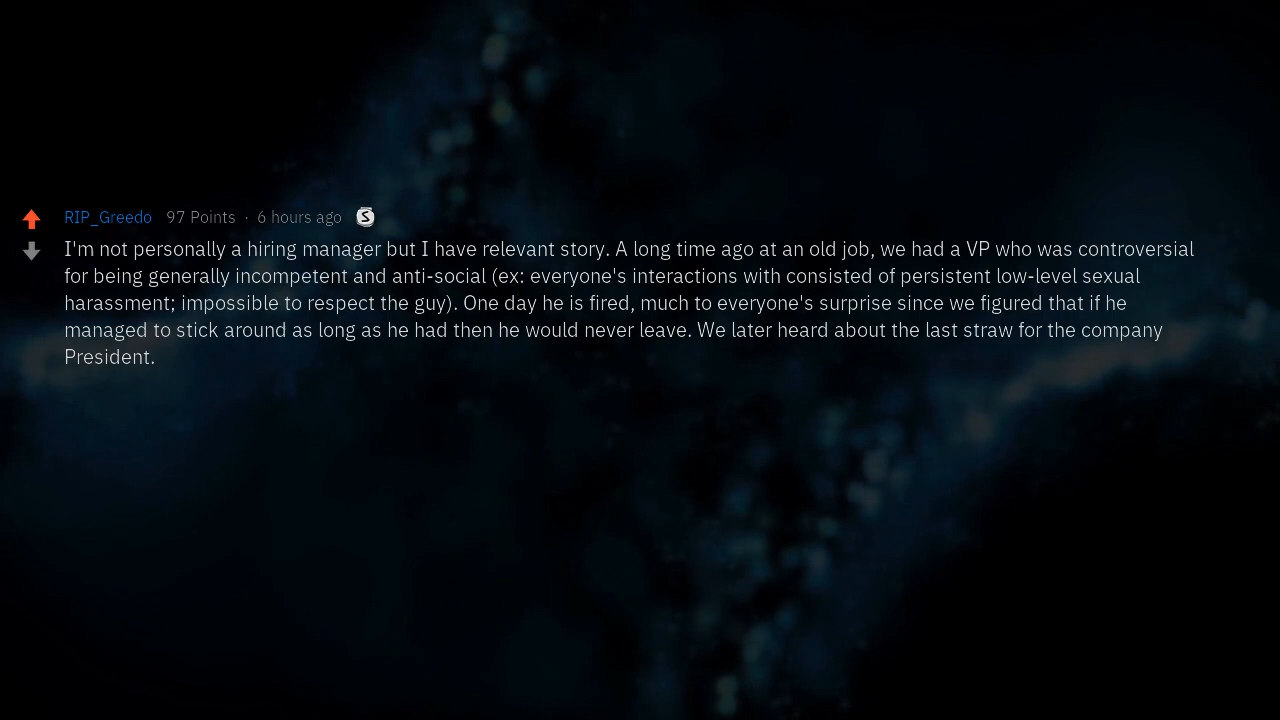 RIP_Greedo 97 Points · 6 hours ago S
I'm not personally a hiring manager but I have relevant story. A long time ago at an old job, we had a VP who was controversial
for being generally incompetent and anti-social (ex: everyone's interactions with consisted of persistent low-level sexual
harassment; impossible to respect the guy). One day he is fired, much to everyone's surprise since we figured that if he
managed to stick around as long as he had then he would never leave. We later heard about the last straw for the company
President.